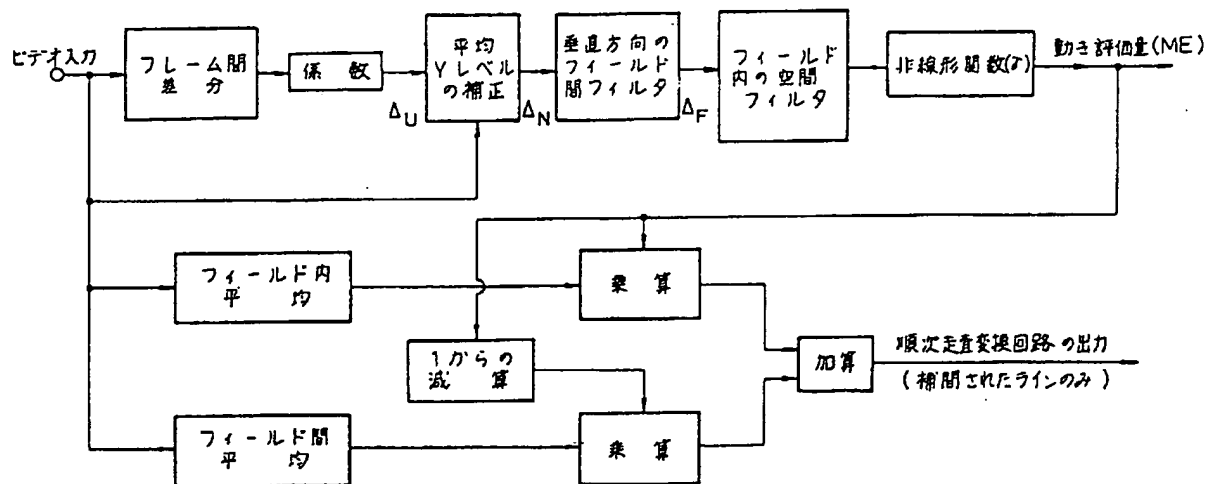 ビデオ入力
フレーム間
差分
係数
平均
Yレベル
の補正
垂直方向の
フィールド
間フィルタ
フィールド
内の空間
フィルタ
非線形関数(γ)
動き評価量(ME)
ΔU
ΔN
ΔF
フィールド内
平均
乗算
1からの
減算
加算
順次走査変換回路の出力
(補間されたラインのみ)
フィールド間
平均
乗算